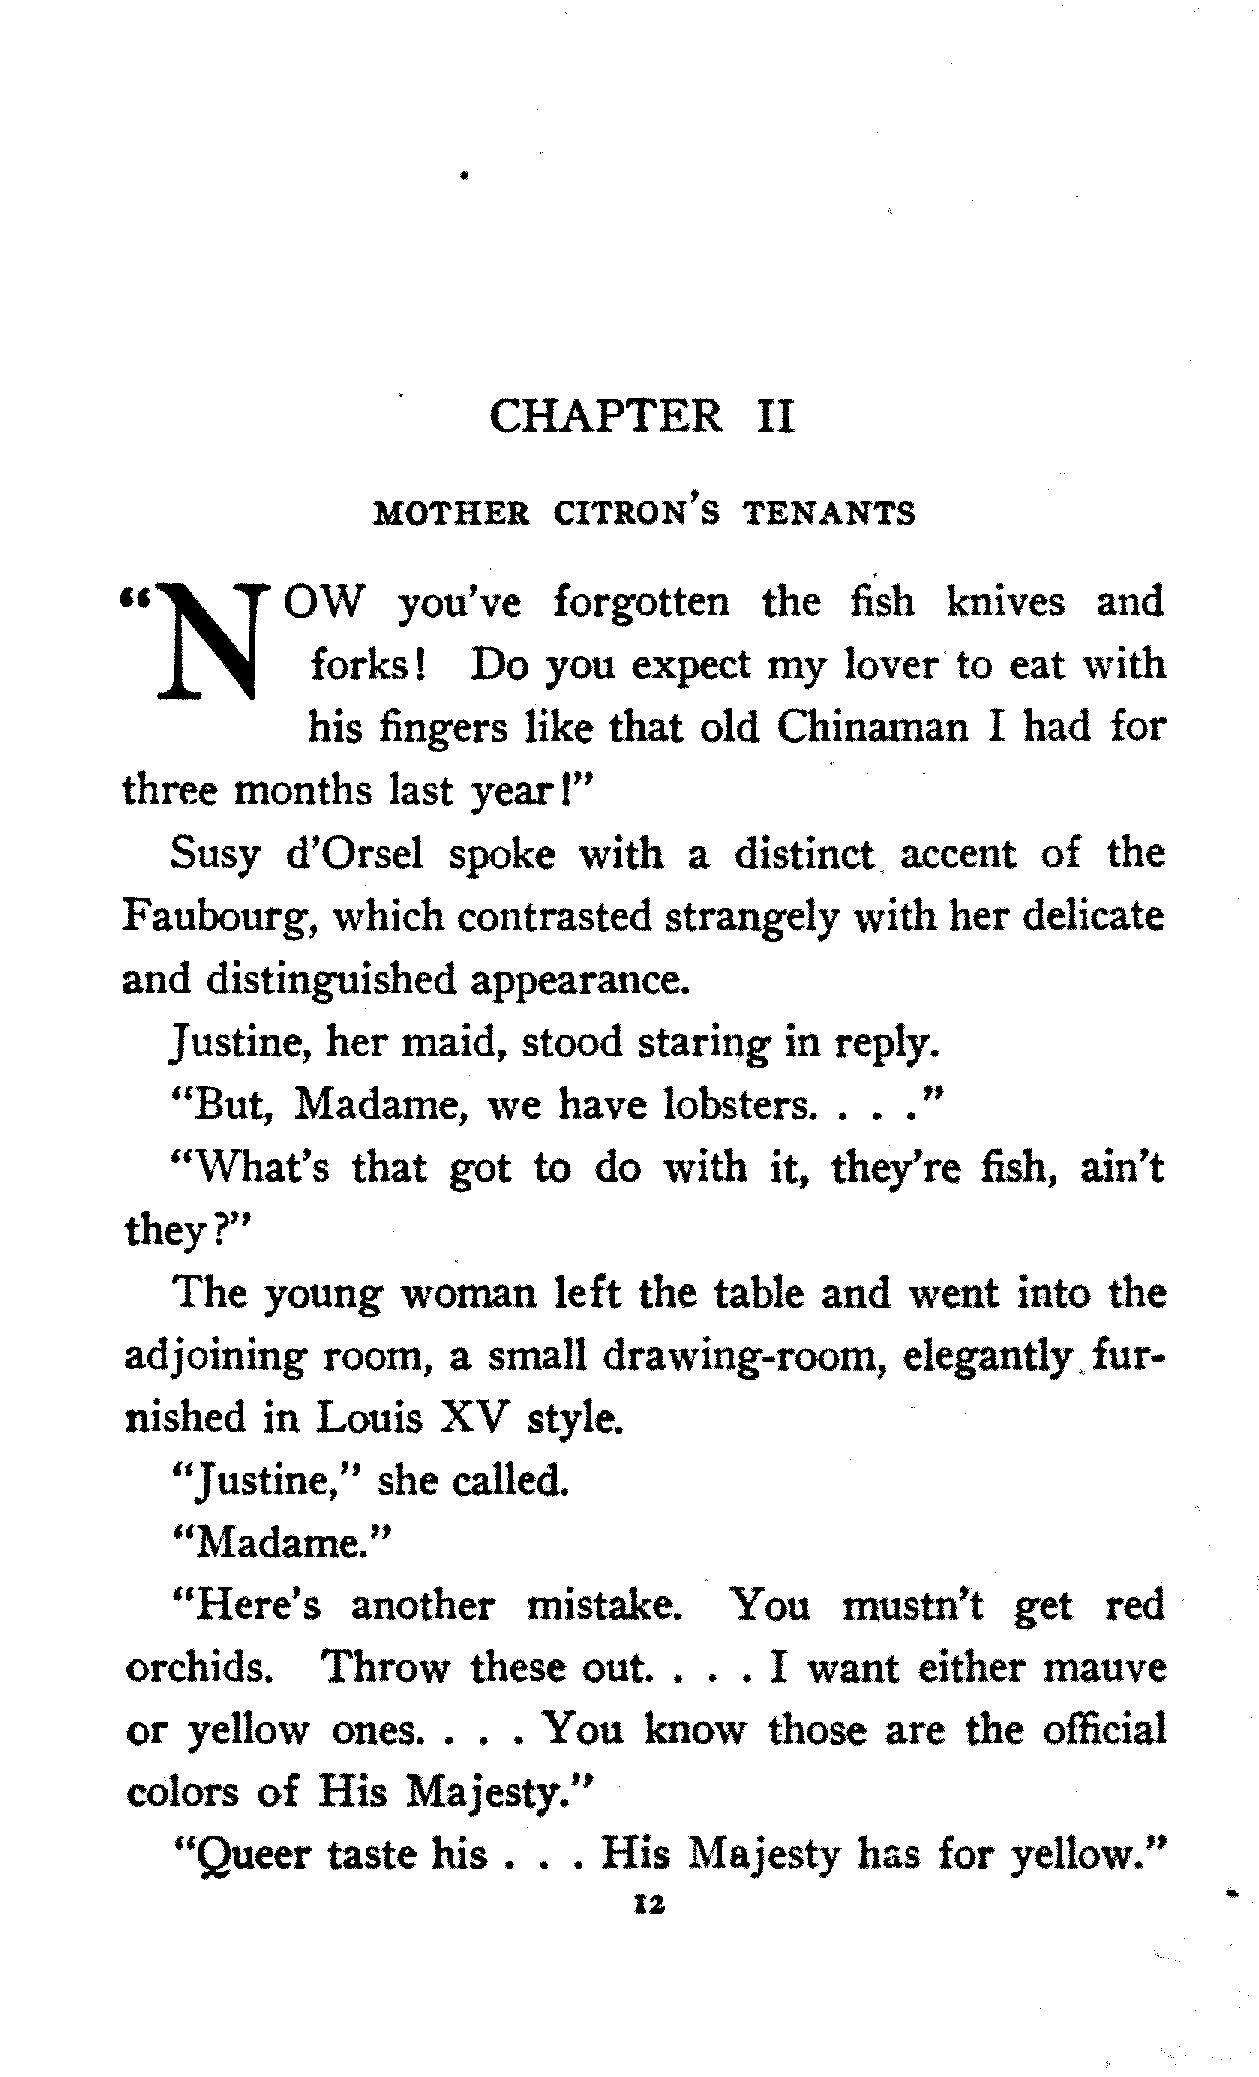 CHAPTER II
MOTHER CITRON'S TENANTS
"NOW you've forgotten the fish knives and
forks! Do you expect my lover to eat with
his fingers like that old Chinaman I had for
three months last year!"
Susy d'Orsel spoke with a distinct accent of the
Faubourg, which contrasted strangely with her delicate
and distinguished appearance.
Justine, her maid, stood staring in reply.
"But, Madame, we have lobsters. . . ."
"What's that got to do with it, they're fish, ain't
they?"
The young woman left the table and went into the
adjoining room, a small drawing-room, elegantly fur-
nished in Louis XV style.
"Justine," she called.
"Madame."
"Here's another mistake. You mustn't get red
orchids. Throw these out. . . . I want either mauve
or yellow ones. . . . You know those are the official
colors of His Majesty."
"Queer taste his . . . His Majesty has for yellow."
12